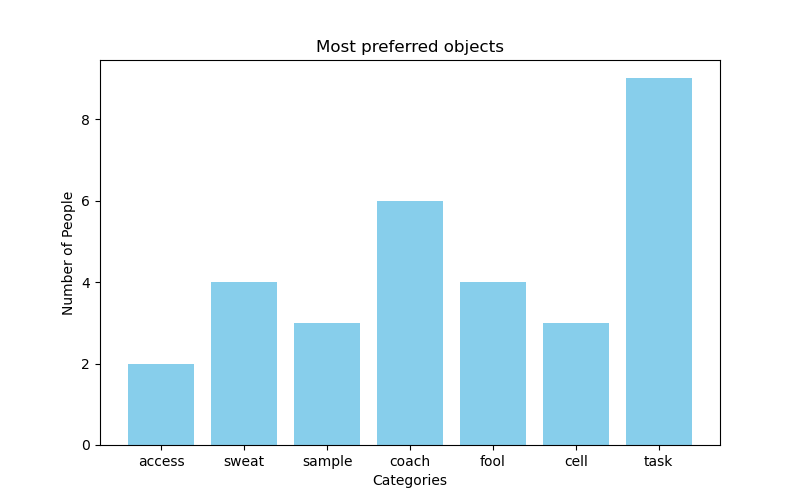 Most preferred objects
Number of People
8
6
4
2
0
access sweat sample coach fool cell task
Categories